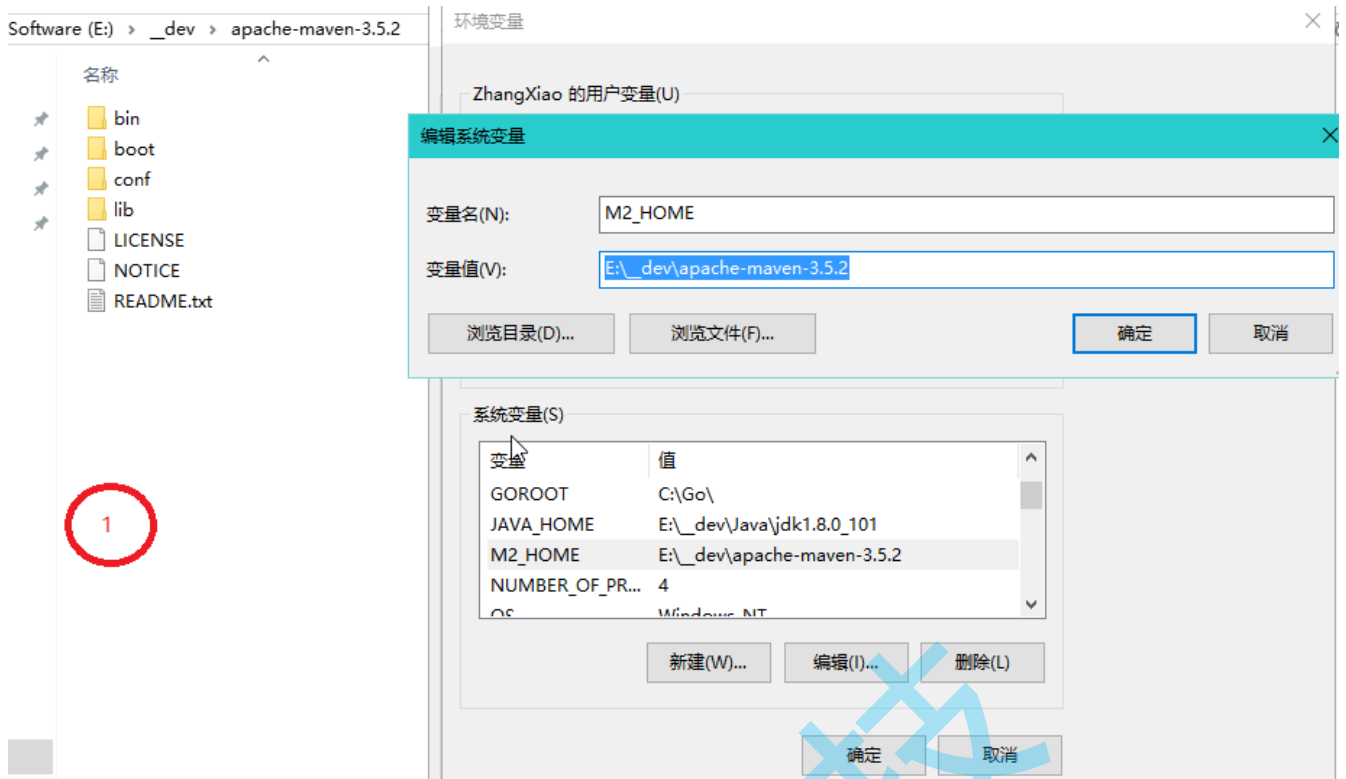 Software (E:) > __dev > apache-maven-3.5.2
名称
bin
boot
conf
lib
LICENSE
NOTICE
README.txt
1
环境变量
ZhangXiao 的用户变量(U)
编辑系统变量
变量名(N): M2_HOME
变量值(V): E:\__dev\apache-maven-3.5.2
浏览目录(D)... 浏览文件(F)... 确定 取消
系统变量(S)
变量 值
GOROOT C:\Go\
JAVA_HOME E:\__dev\Java\jdk1.8.0_101
M2_HOME E:\__dev\apache-maven-3.5.2
NUMBER_OF_PR... 4
OS Windows_NT
新建(W)... 编辑(I)... 删除(L)
确定 取消